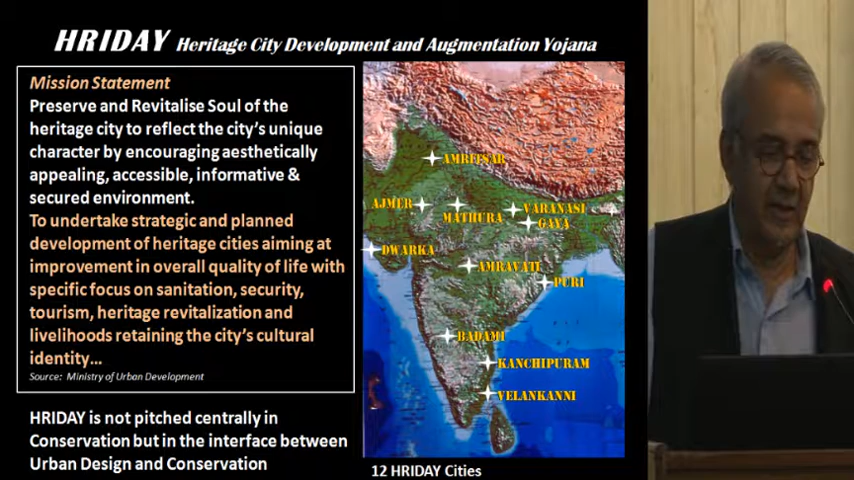 HRIDAY Heritage City Development and Augmentation Yojana
Mission Statement
Preserve and Revitalise Soul of the
heritage city to reflect the city's unique
character by encouraging aesthetically
appealing, accessible, informative &
secured environment.
To undertake strategic and planned
development of heritage cities aiming at
improvement in overall quality of life with
specific focus on sanitation, security,
tourism, heritage revitalization and
livelihoods retaining the city's cultural
identity...
Source: Ministry of Urban Development
HRIDAY is not pitched centrally in
Conservation but in the interface between
Urban Design and Conservation
AMRITSAR
AJMER
MATHURA
VARANASI
GAYA
DWARKA
AMRAVATI
PURI
BADAMI
KANCHIPURAM
VELANKANNI
12 HRIDAY Cities